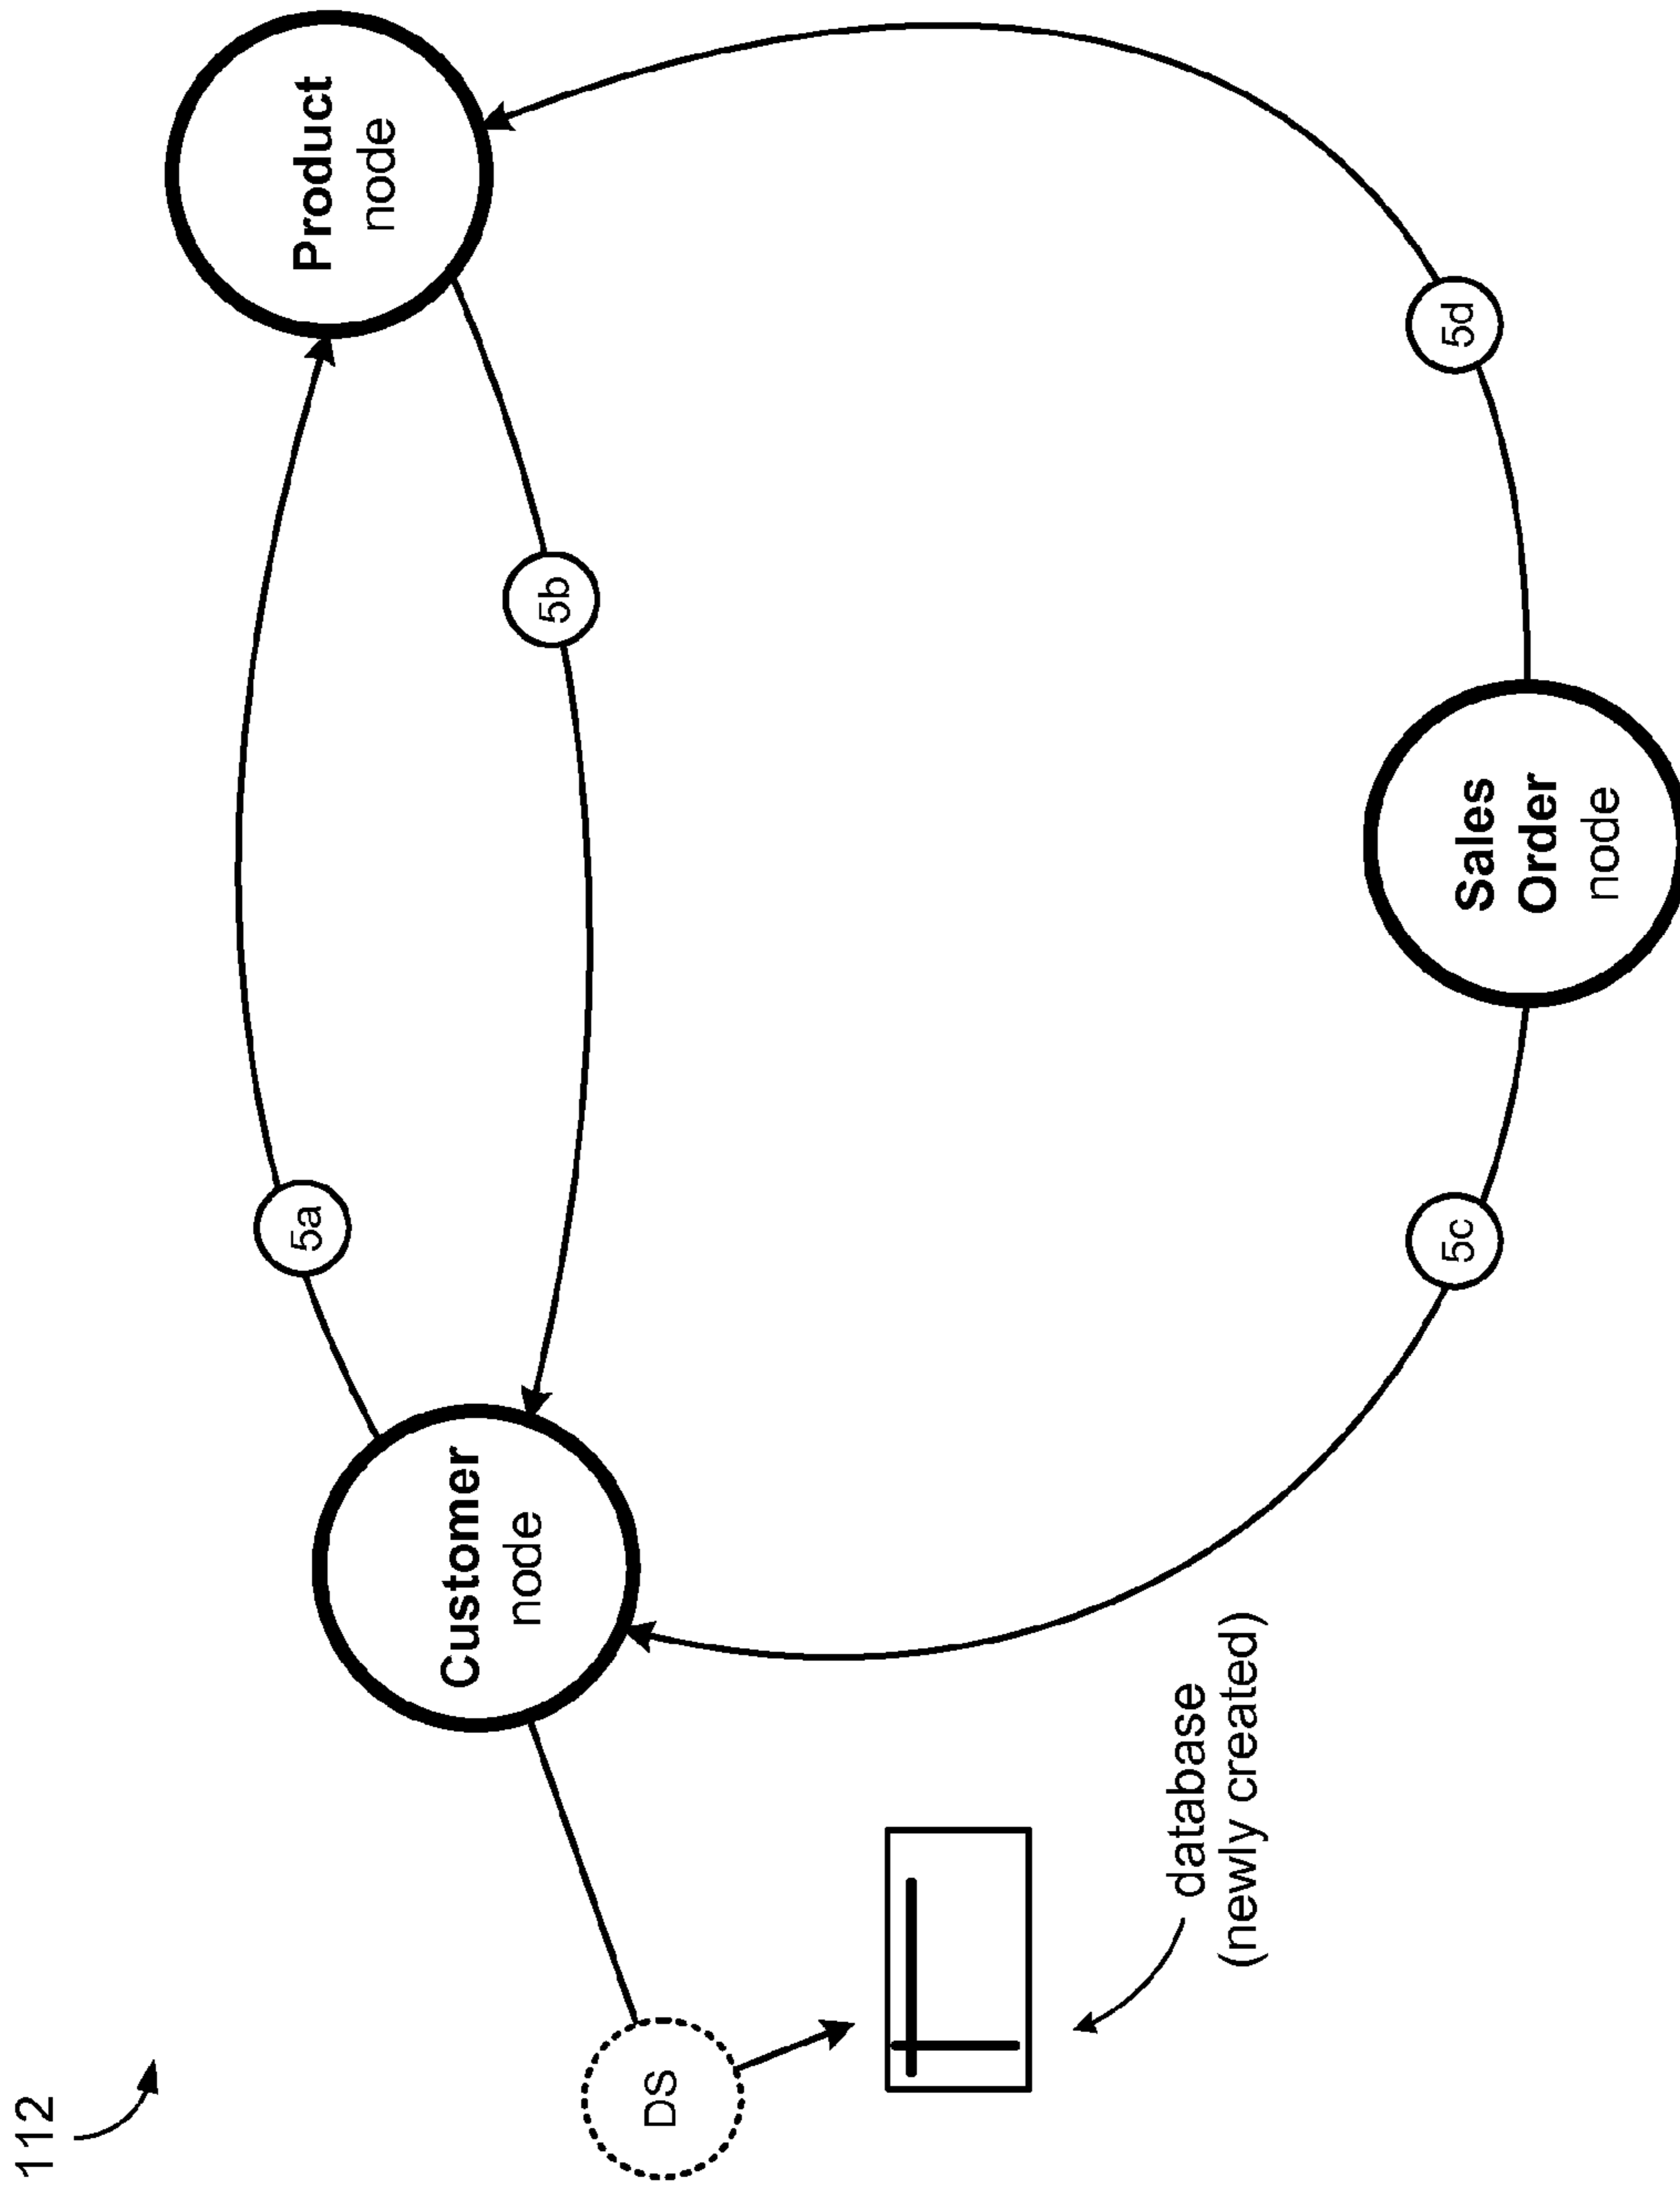 112
5a
Product
node
Customer
node
5b
DS
database
(newly created)
5c
5d
Sales
Order
node